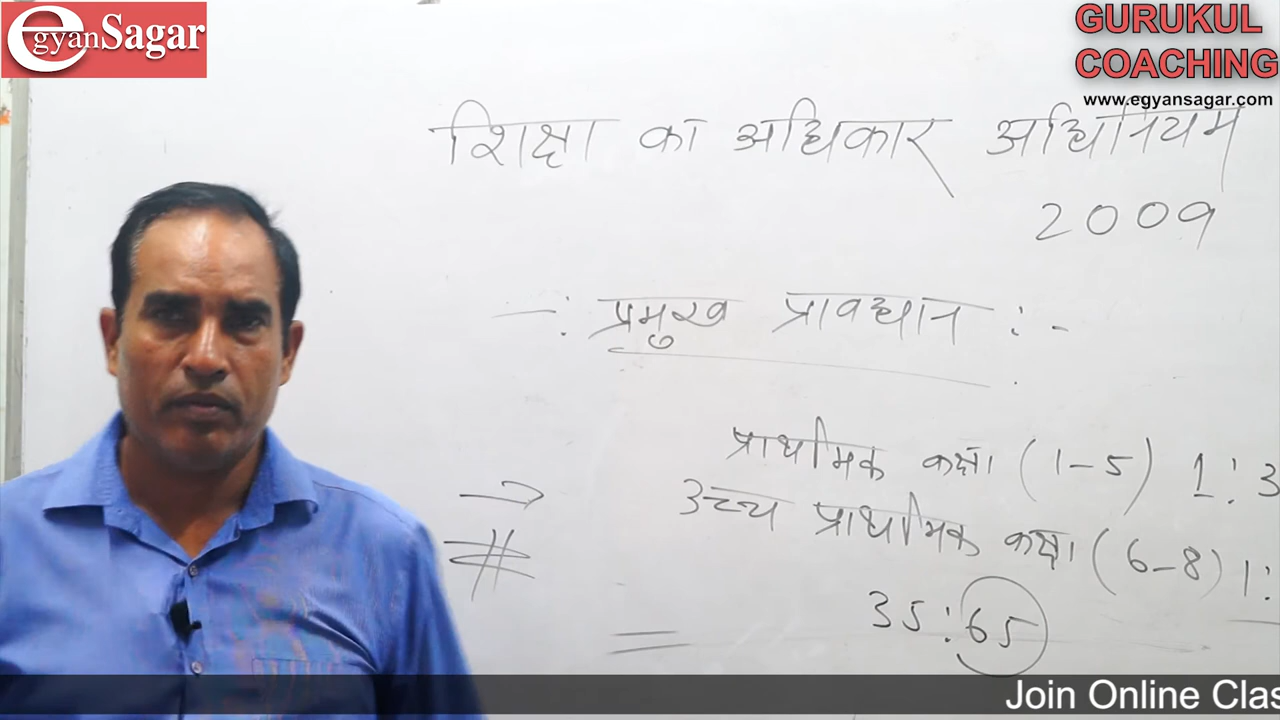 egyanSagar
GURUKUL
COACHING
www.egyansagar.com
शिक्षा का अधिकार अधिनियम
2009
-: प्रमुख प्रावधान :-
प्राथमिक कक्षा (1-5) 1:3
→ उच्च प्राथमिक कक्षा (6-8) 1:
#
35:65
=
Join Online Clas